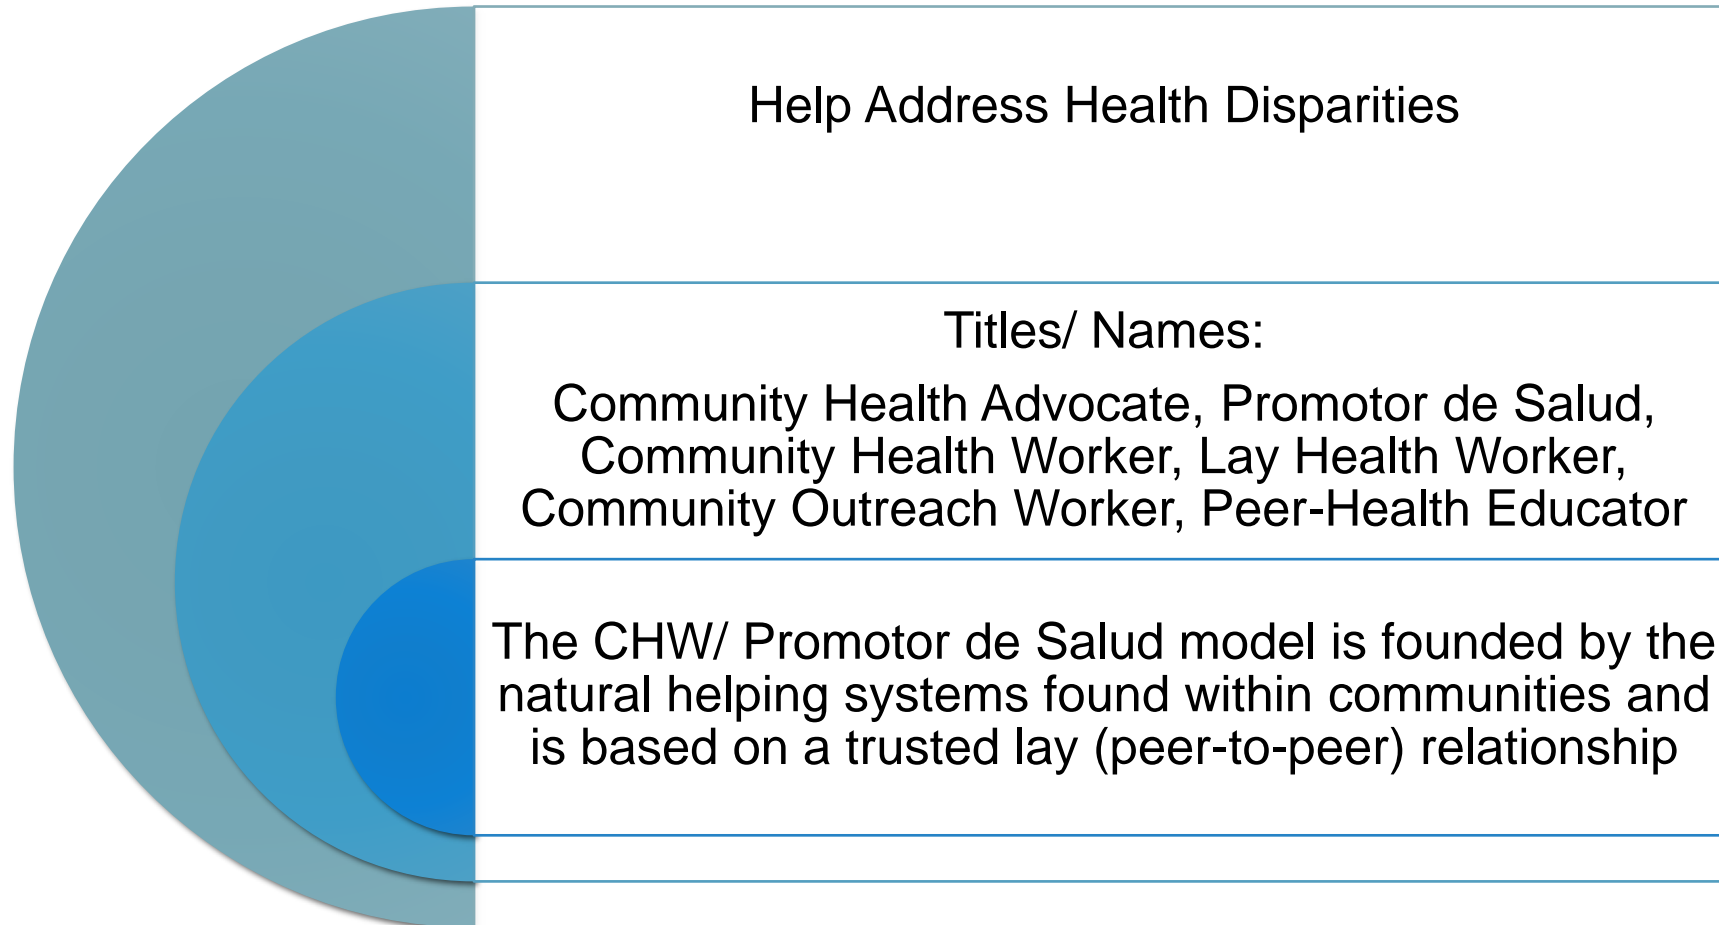 Help Address Health Disparities
Titles/ Names:
Community Health Advocate, Promotor de Salud,
Community Health Worker, Lay Health Worker,
Community Outreach Worker, Peer-Health Educator
The CHW/ Promotor de Salud model is founded by the
natural helping systems found within communities and
is based on a trusted lay (peer-to-peer) relationship